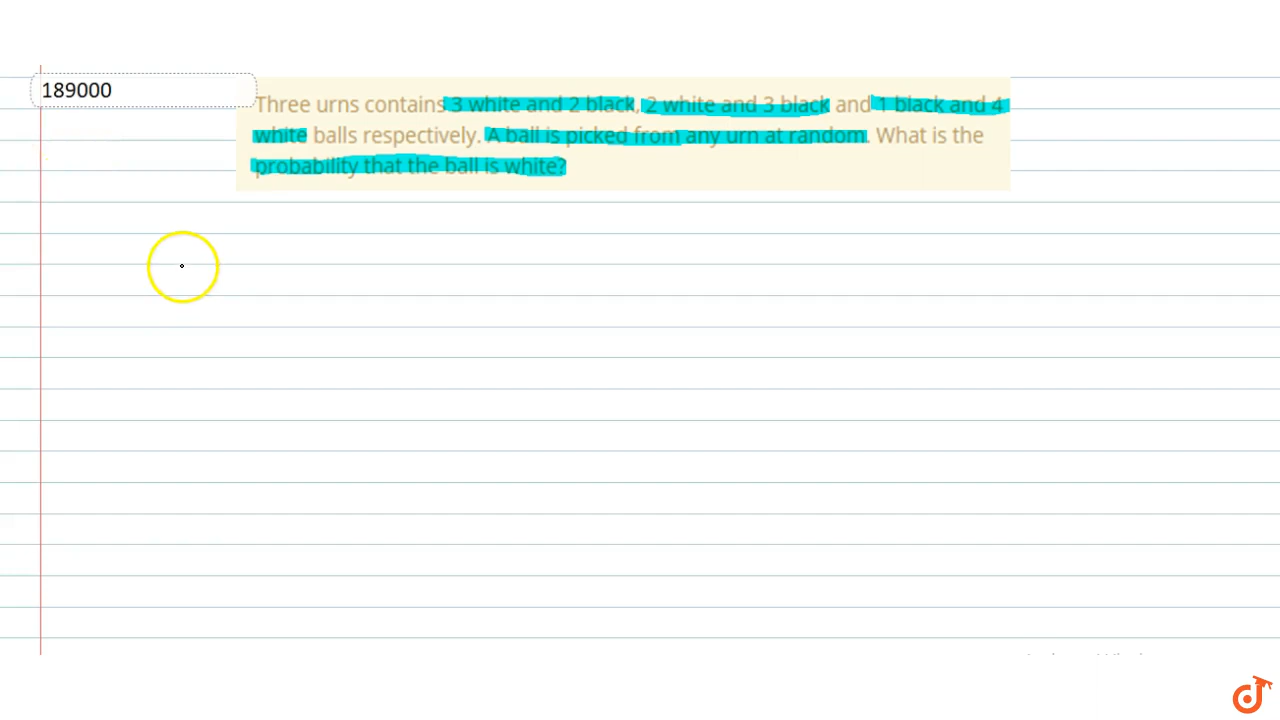 189000
Three urns contains 3 white and 2 black, 2 white and 3 black and 1 black and 4
white balls respectively. A ball is picked from any urn at random. What is the
probability that the ball is white?